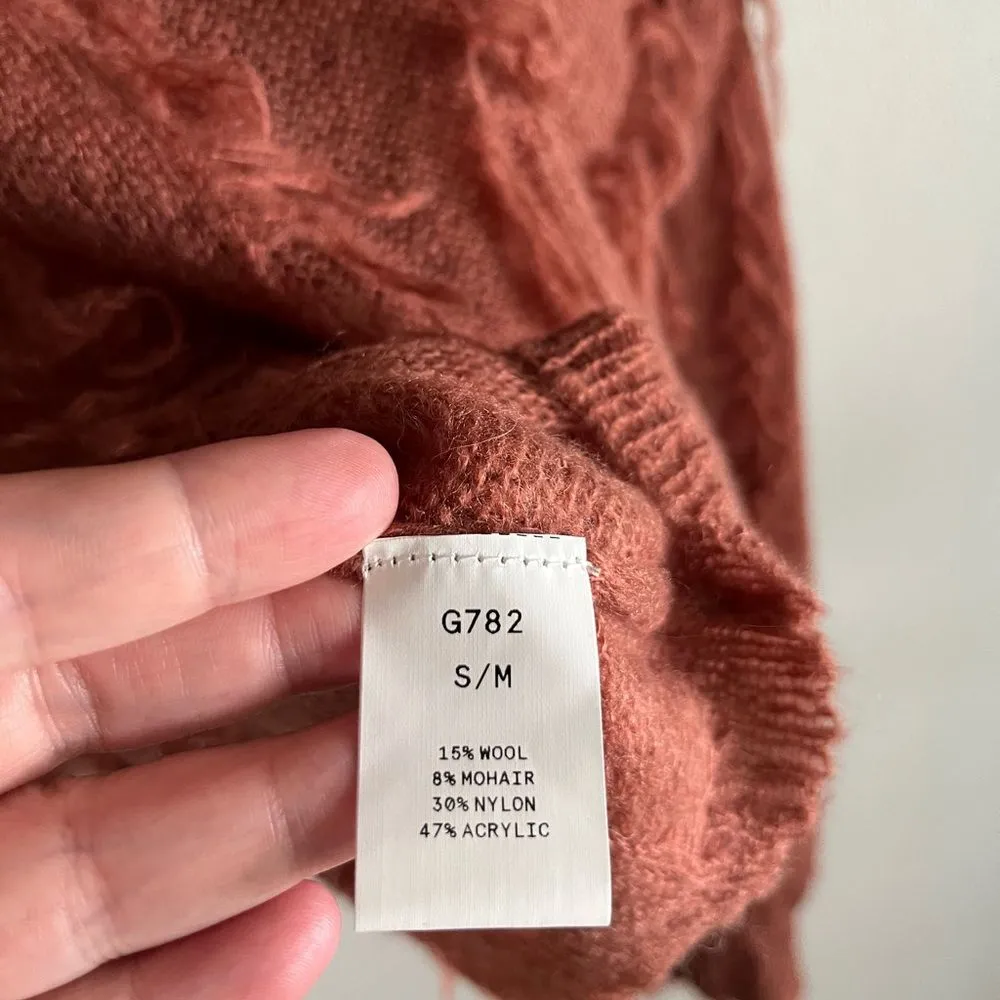 G782
S/M
15% WOOL
8% MOHAIR
30% NYLON
47% ACRYLIC